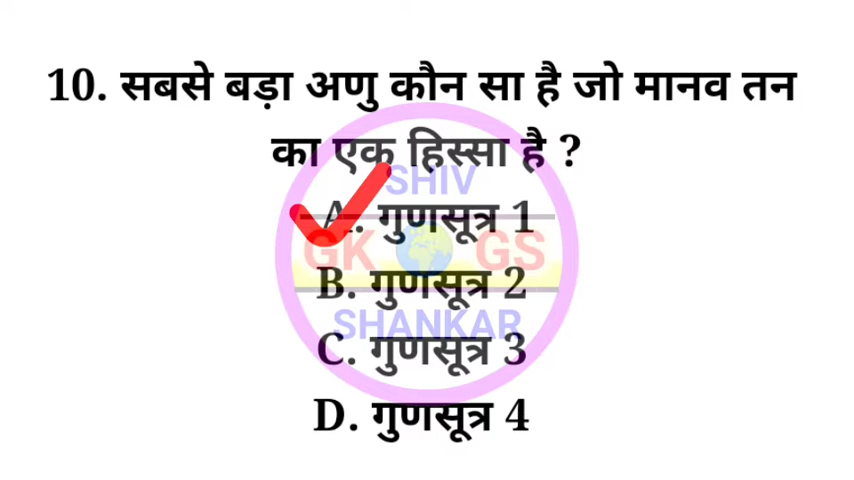 10. सबसे बड़ा अणु कौन सा है जो मानव तन
का एक हिस्सा है ?
SHIV
A. गुणसूत्र 1
GK GS
B. गुणसूत्र 2
SHANKAR
C. गुणसूत्र 3
D. गुणसूत्र 4